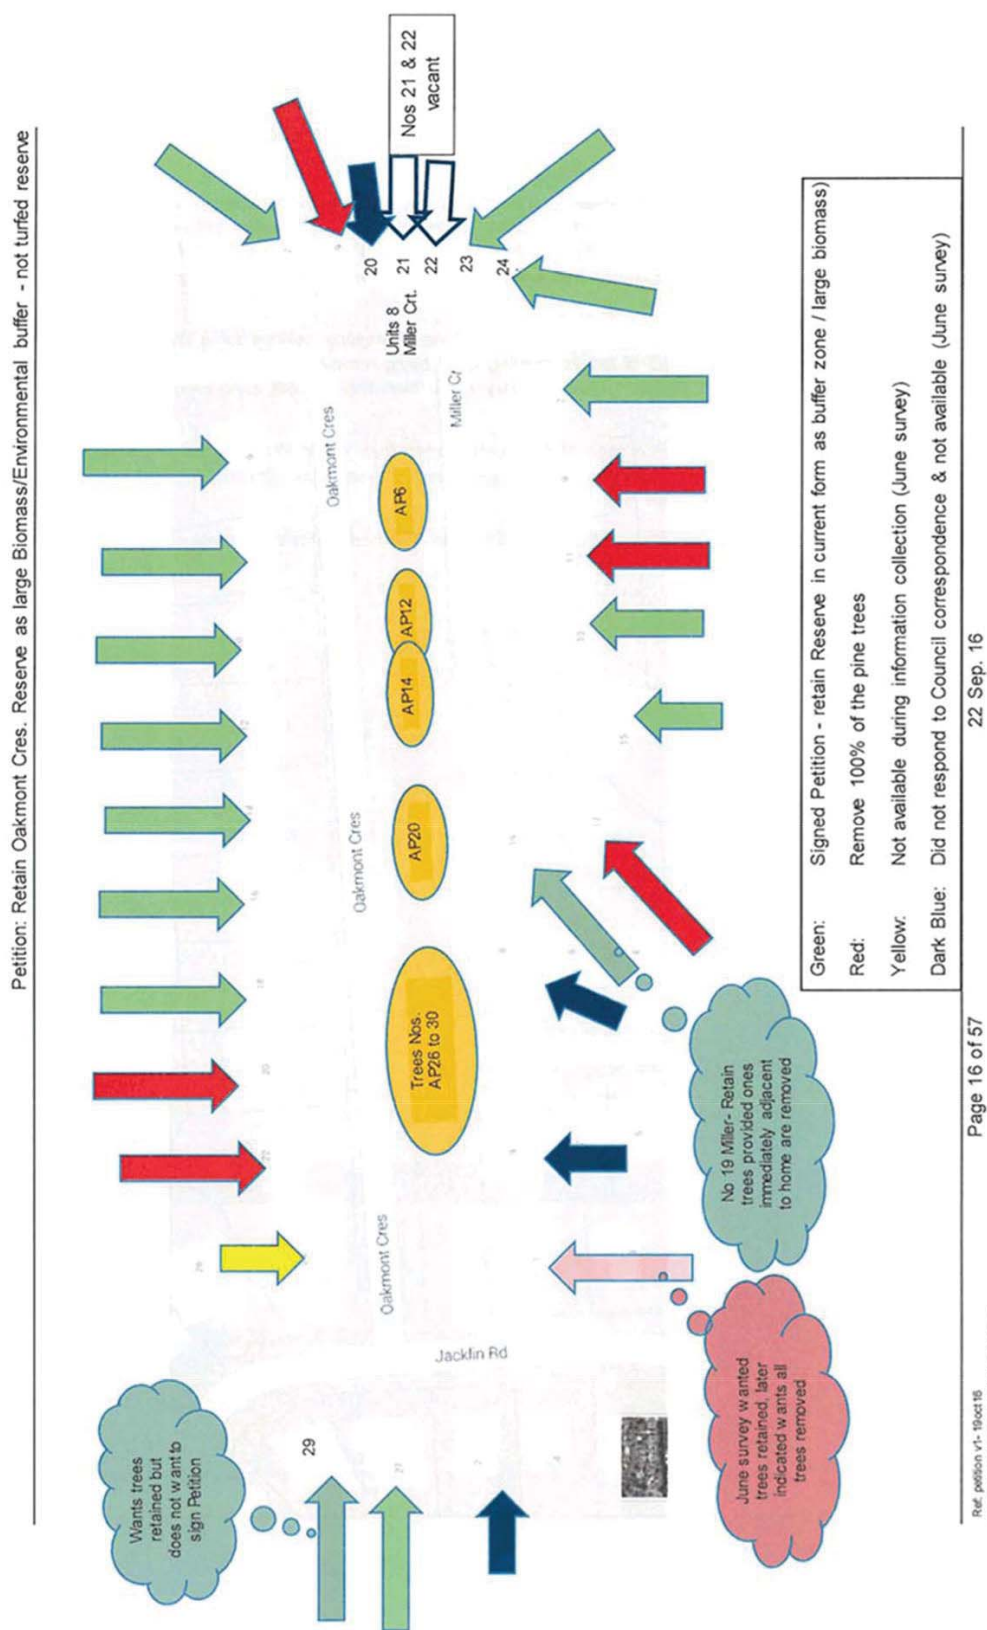 Petition: Retain Oakmont Cres. Reserve as large Biomass/Environmental buffer - not turfed reserve
Nos 21 & 22
vacant
20
21
22
23
24
Units 8
Miller Crt.
Oakmont Cres
Miller Ct
AP6
AP12
AP14
Oakmont Cres
AP20
Trees Nos.
AP26 to 30
Oakmont Cres
Jacklin Rd
29
27
Wants trees
retained but
does not want to
sign Petition
No 19 Miller- Retain
trees provided ones
immediately adjacent
to home are removed
June survey wanted
trees retained, later
indicated wants all
trees removed
Green: Signed Petition - retain Reserve in current form as buffer zone / large biomass)
Red: Remove 100% of the pine trees
Yellow: Not available during information collection (June survey)
Dark Blue: Did not respond to Council correspondence & not available (June survey)
Page 16 of 57
22 Sep. 16
Ref. petition v1- 19oct16